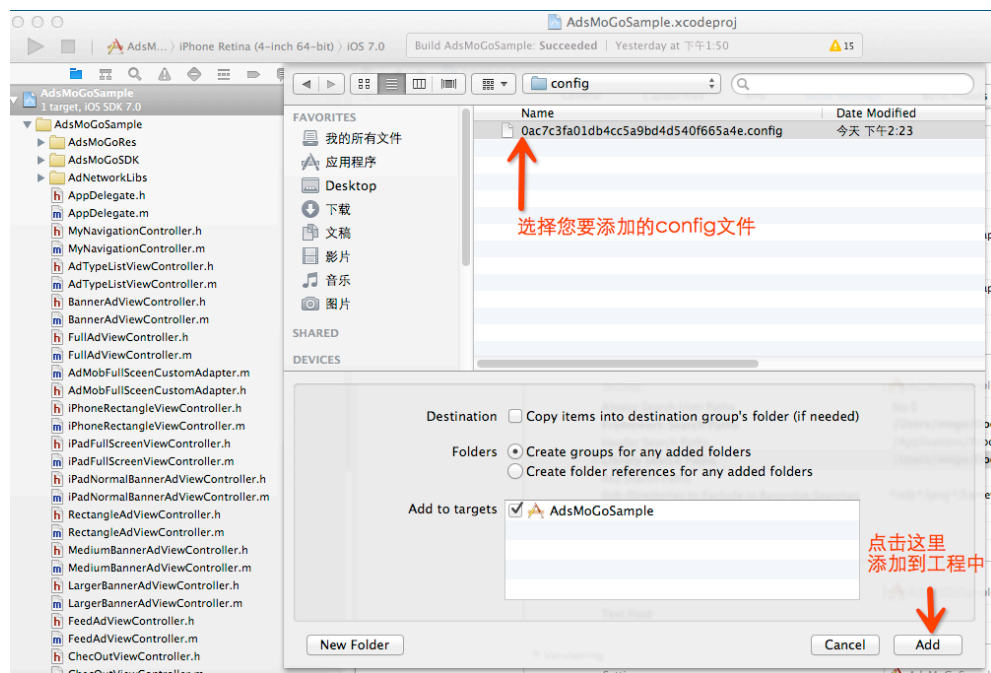 AdsMoGoSample.xcodeproj
AdsM... 〉 iPhone Retina (4-inch 64-bit) 〉 iOS 7.0
Build AdsMoGoSample: Succeeded | Yesterday at 下午1:50
15
AdsMoGoSample
1 target, iOS SDK 7.0
AdsMoGoSample
AdsMoGoRes
AdsMoGoSDK
AdNetworkLibs
AppDelegate.h
AppDelegate.m
MyNavigationController.h
MyNavigationController.m
AdTypeListViewController.h
AdTypeListViewController.m
BannerAdViewController.h
BannerAdViewController.m
FullAdViewController.h
FullAdViewController.m
AdMobFullSceenCustomAdapter.m
AdMobFullSceenCustomAdapter.h
iPhoneRectangleViewController.h
iPhoneRectangleViewController.m
iPadFullScreenViewController.h
iPadFullScreenViewController.m
iPadNormalBannerAdViewController.h
iPadNormalBannerAdViewController.m
RectangleAdViewController.h
RectangleAdViewController.m
MediumBannerAdViewController.h
MediumBannerAdViewController.m
LargerBannerAdViewController.h
LargerBannerAdViewController.m
FeedAdViewController.h
FeedAdViewController.m
ChecOutViewController.h
config
FAVORITES
我的所有文件
应用程序
Desktop
下载
文稿
影片
音乐
图片
SHARED
DEVICES
Name
Date Modified
0ac7c3fa01db4cc5a9bd4d540f665a4e.config
今天 下午2:23
选择您要添加的config文件
Destination
Copy items into destination group's folder (if needed)
Folders
Create groups for any added folders
Create folder references for any added folders
Add to targets
AdsMoGoSample
点击这里
添加到工程中
New Folder
Cancel
Add